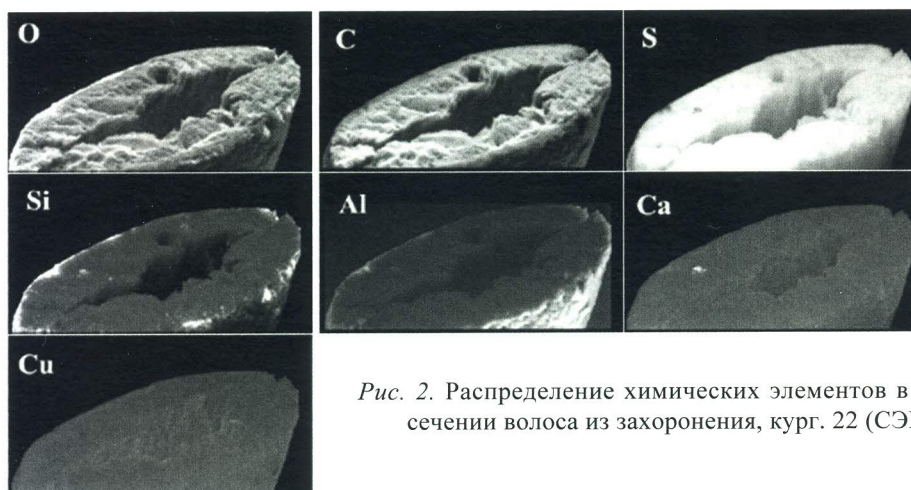 O C S
Si Al Ca
Cu
Рис. 2. Распределение химических элементов в
сечении волоса из захоронения, кург. 22